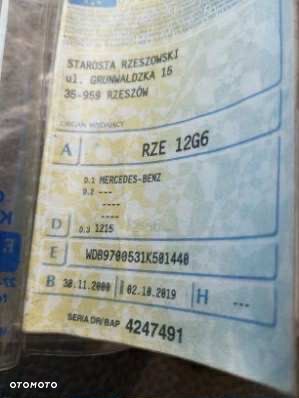 STAROSTA RZESZOWSKI
ul. GRUNWALDZKA 15
35-959 RZESZÓW
ORGAN WYDAJĄCY
A RZE 12G6
D.1 MERCEDES-BENZ
D.2 ---
----
----
D D.3 1215
E WDB9700531K501440
B 30.11.2000 02.10.2019 H ---
SERIA DR/BAP 4247491
OTOMOTO